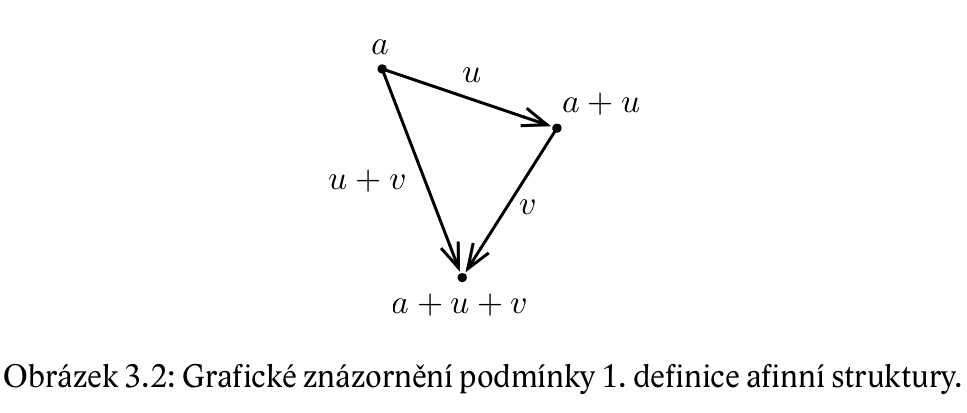 a
u
a + u
u + v
v
a + u + v
Obrázek 3.2: Grafické znázornění podmínky 1. definice afinní struktury.